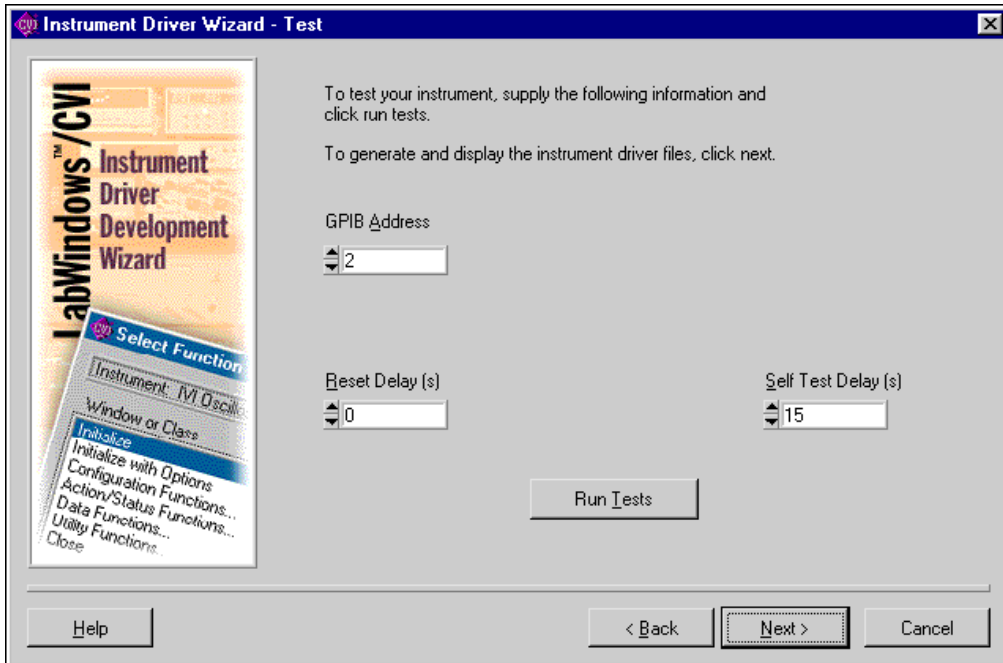 CVI Instrument Driver Wizard - Test
LabWindows™/CVI
Instrument
Driver
Development
Wizard
CVI Select Function
Instrument: IVI Oscillo
Window or Class
Initialize
Initialize with Options
Configuration Functions...
Action/Status Functions...
Data Functions...
Utility Functions...
Close
To test your instrument, supply the following information and
click run tests.
To generate and display the instrument driver files, click next.
GPIB Address
2
Reset Delay (s)
Self Test Delay (s)
0
15
Run Tests
Help
< Back
Next >
Cancel